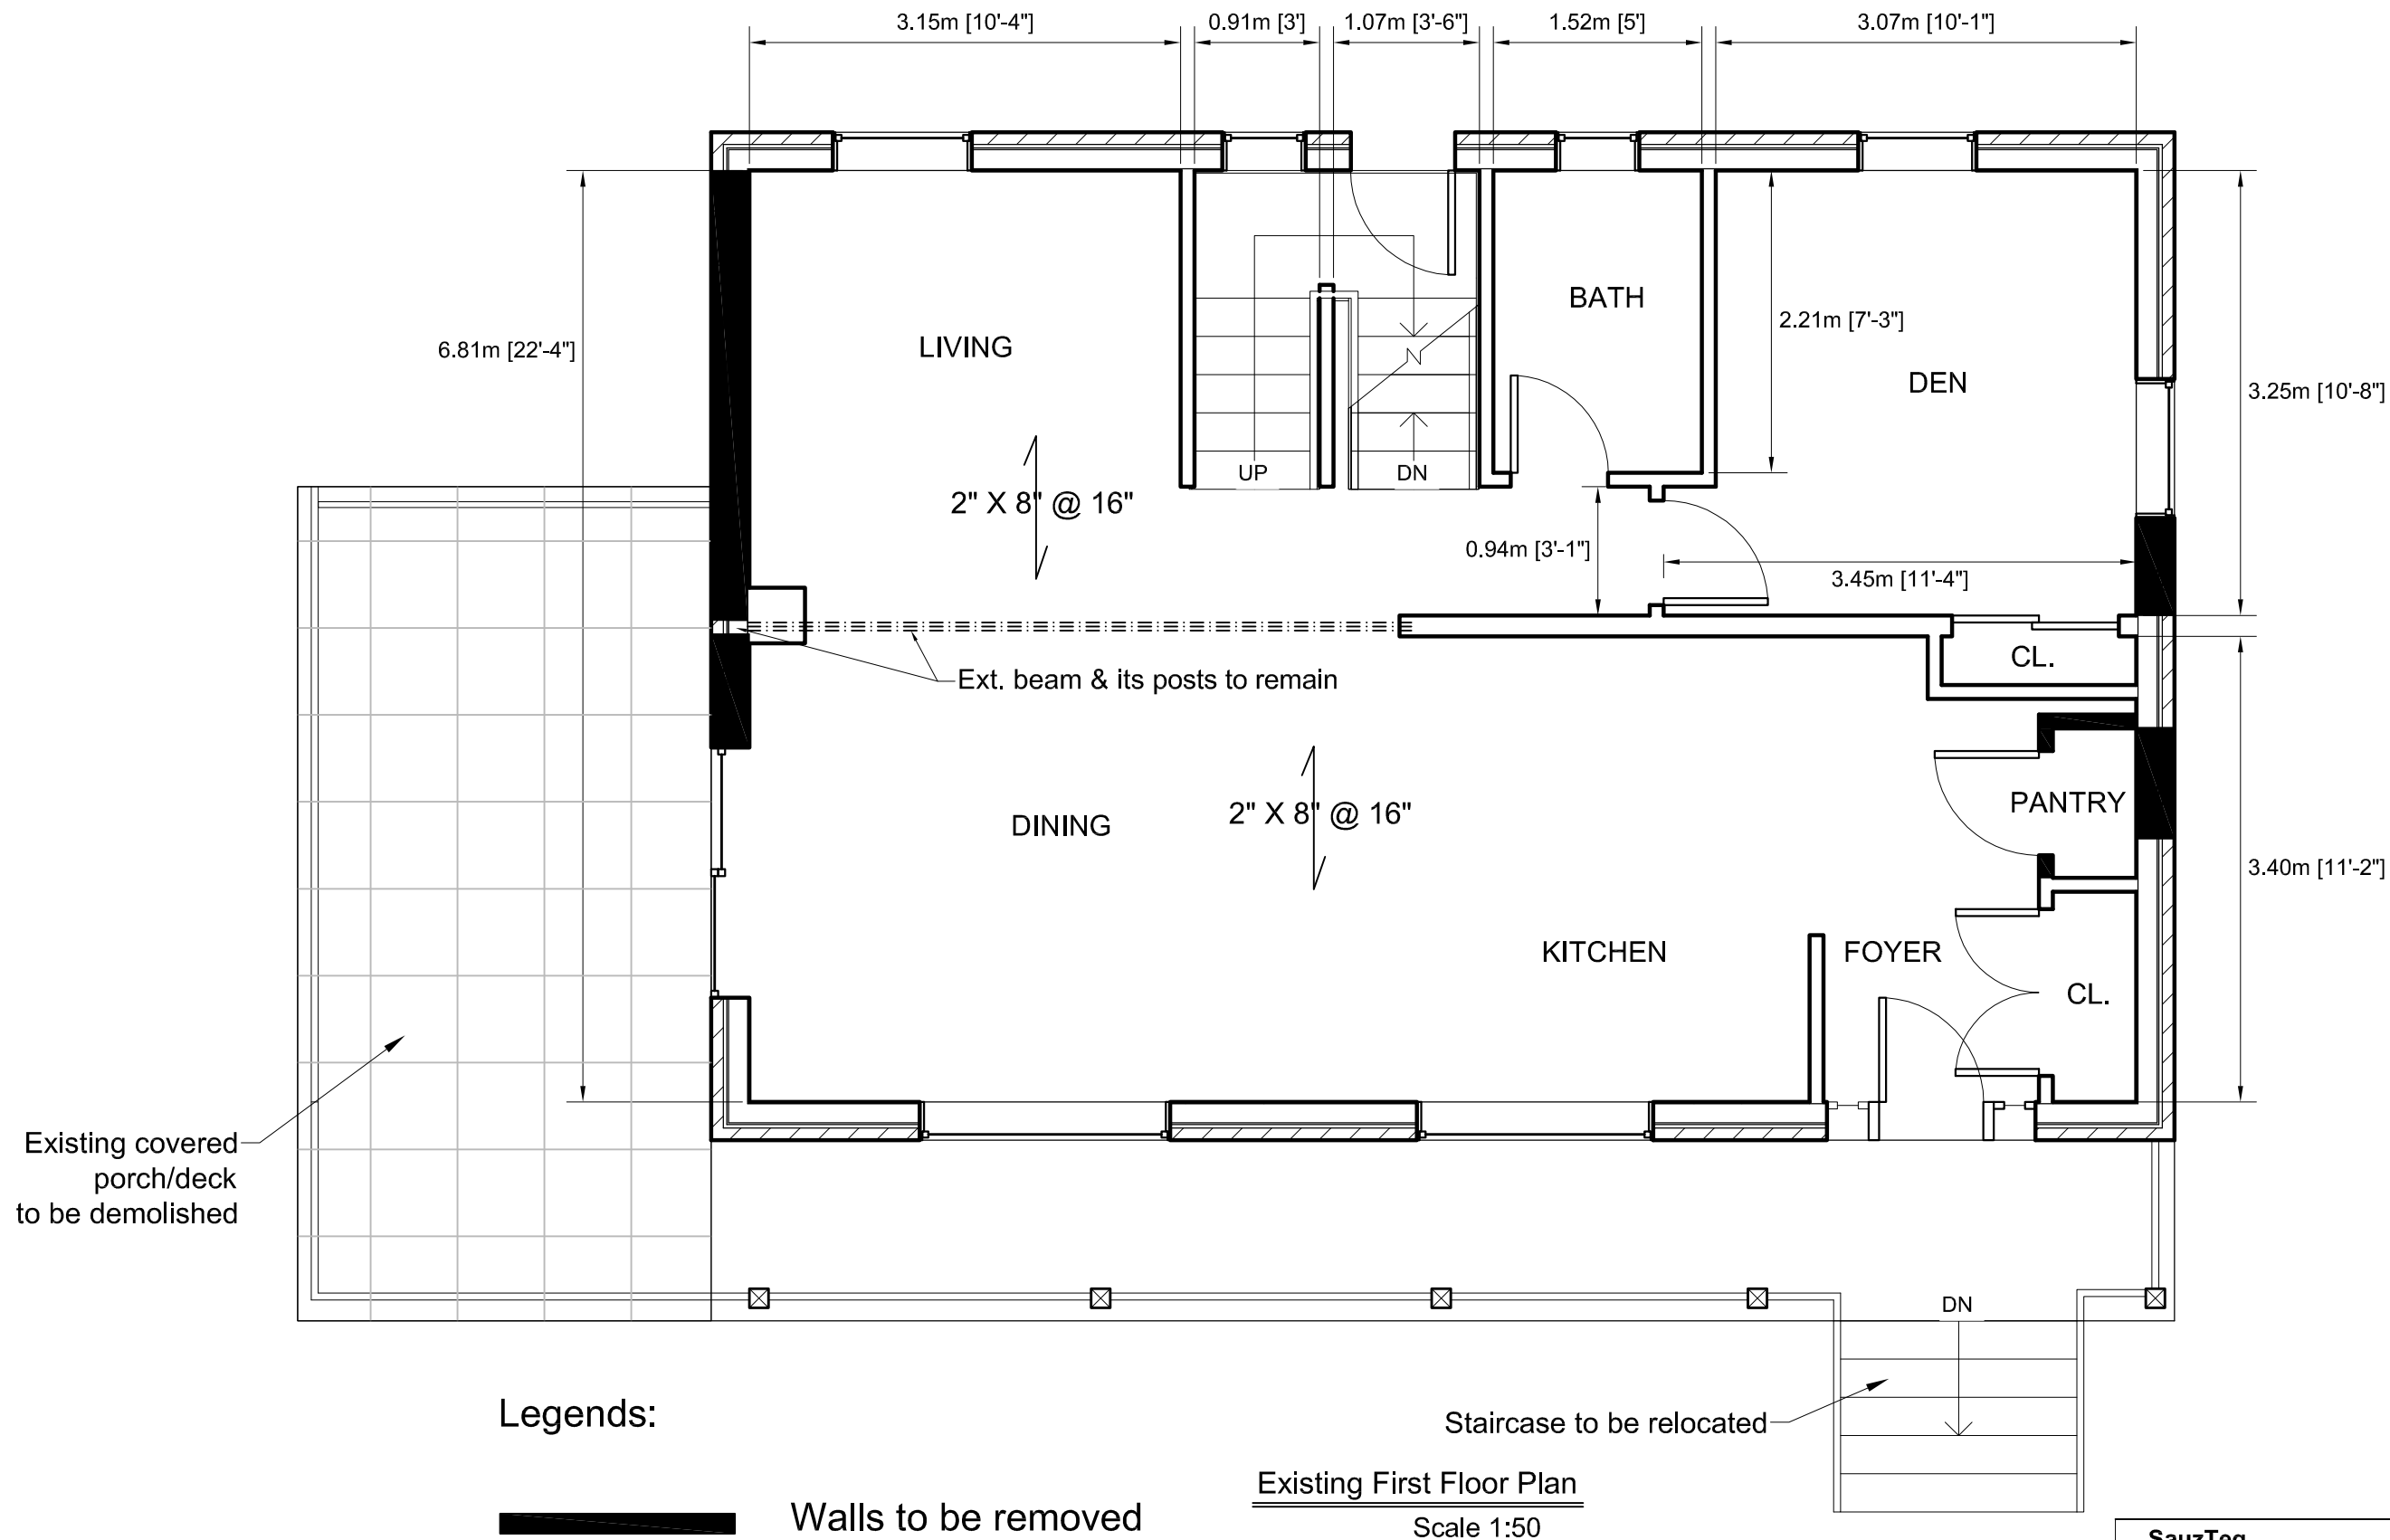 3.15m [10'-4"]
0.91m [3']
1.07m [3'-6"]
1.52m [5']
3.07m [10'-1"]
6.81m [22'-4"]
LIVING
BATH
2.21m [7'-3"]
DEN
3.25m [10'-8"]
UP
DN
2" X 8" @ 16"
0.94m [3'-1"]
3.45m [11'-4"]
CL.
Ext. beam & its posts to remain
PANTRY
DINING
2" X 8" @ 16"
3.40m [11'-2"]
KITCHEN
FOYER
CL.
Existing covered
porch/deck
to be demolished
DN
Legends:
Staircase to be relocated
Walls to be removed
Existing First Floor Plan
Scale 1:50